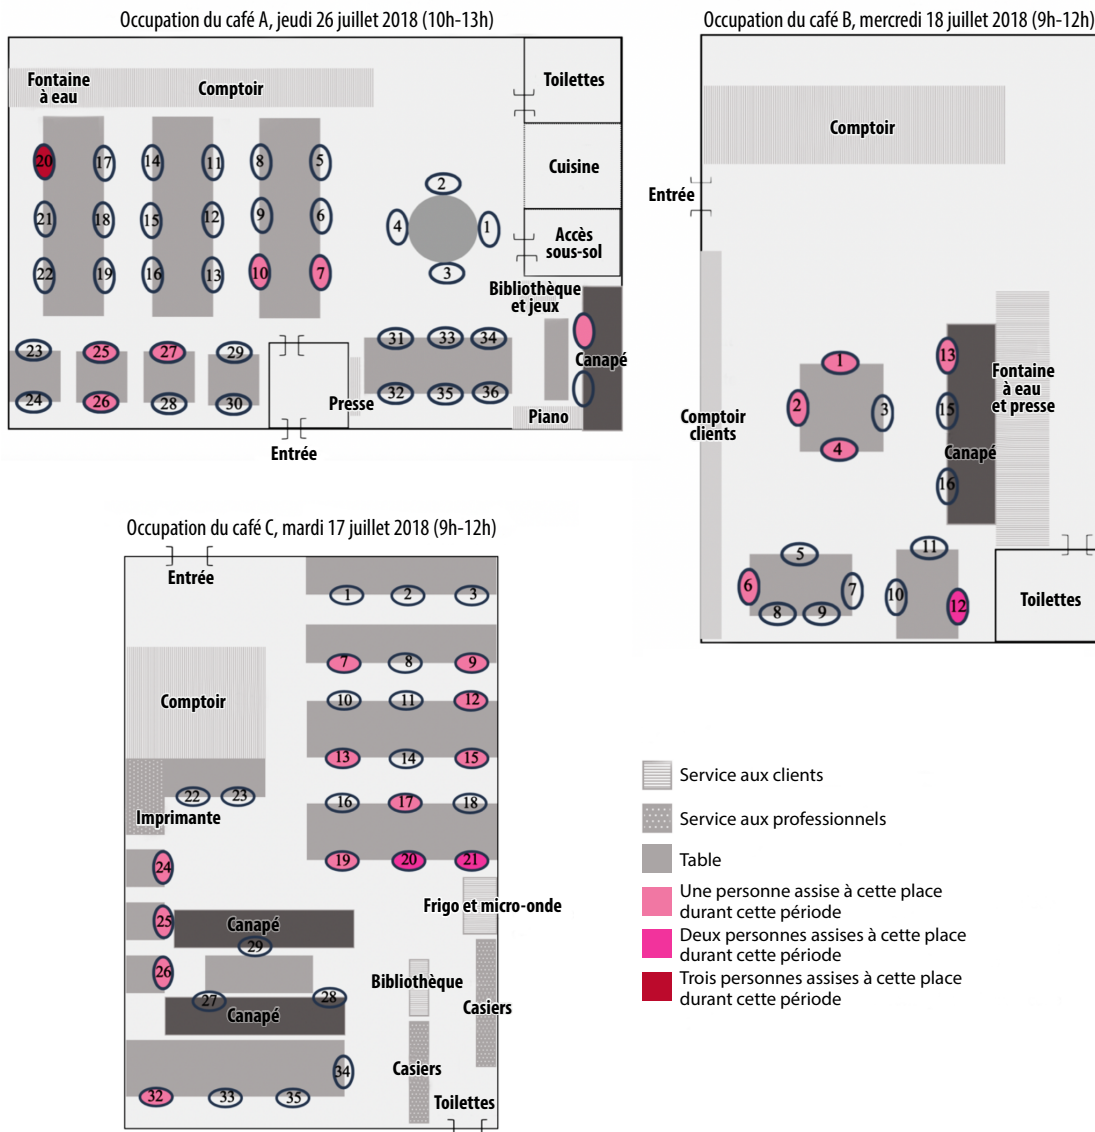 Occupation du café A, jeudi 26 juillet 2018 (10h-13h)
Fontaine
à eau
Comptoir
Toilettes
Cuisine
Accès
sous-sol
20
17
14
11
8
5
2
21
18
15
12
9
6
4
1
22
19
16
13
10
7
3
Bibliothèque
et jeux
Canapé
23
25
27
29
31
33
34
24
26
28
30
32
35
36
Presse
Piano
Entrée
Occupation du café B, mercredi 18 juillet 2018 (9h-12h)
Comptoir
Entrée
Comptoir
clients
1
2
3
4
13
15
16
Canapé
Fontaine
à eau
et presse
5
6
7
8
9
10
11
12
Toilettes
Occupation du café C, mardi 17 juillet 2018 (9h-12h)
Entrée
1
2
3
7
8
9
10
11
12
13
14
15
16
17
18
19
20
21
Comptoir
22
23
Imprimante
24
25
26
Canapé
29
27
28
Canapé
34
32
33
35
Frigo et micro-onde
Bibliothèque
Casiers
Casiers
Toilettes
Service aux clients
Service aux professionnels
Table
Une personne assise à cette place
durant cette période
Deux personnes assises à cette place
durant cette période
Trois personnes assises à cette place
durant cette période